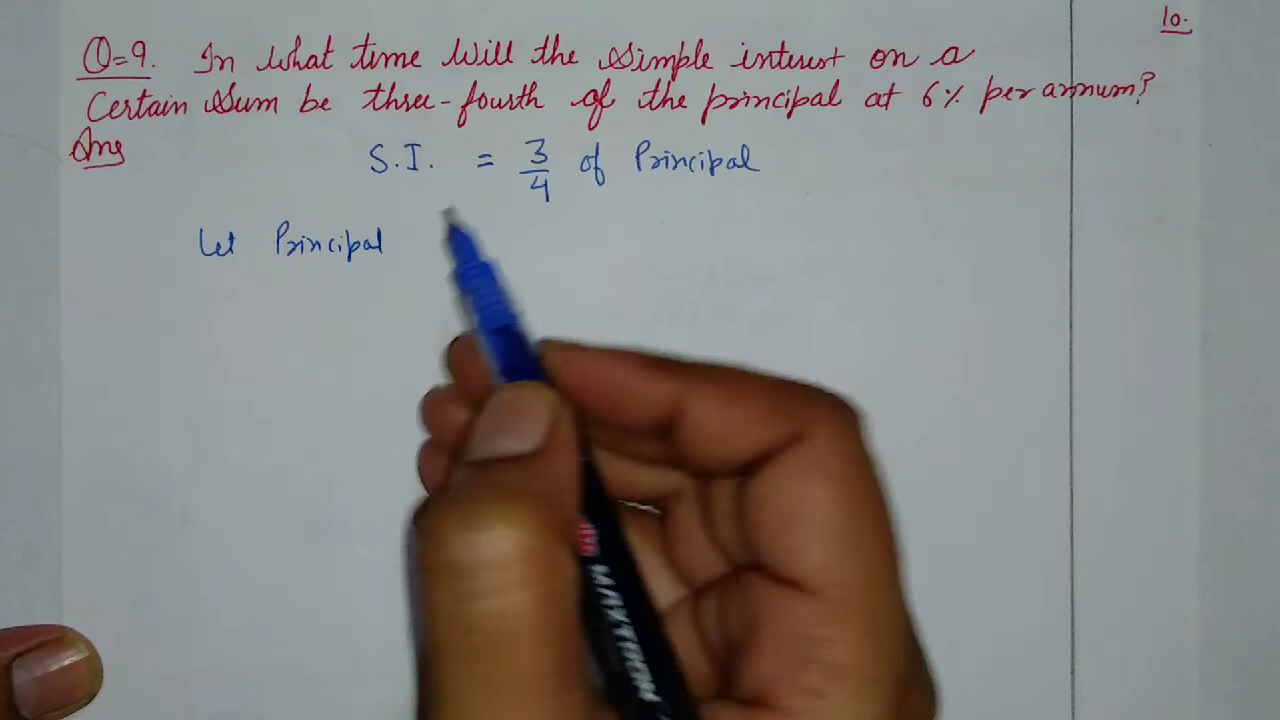 10.
Q=9. In what time will the simple interest on a
Certain Sum be three-fourth of the principal at 6% per annum?
Ans
S.I. = 3/4 of Principal
Let Principal
MAXTRON